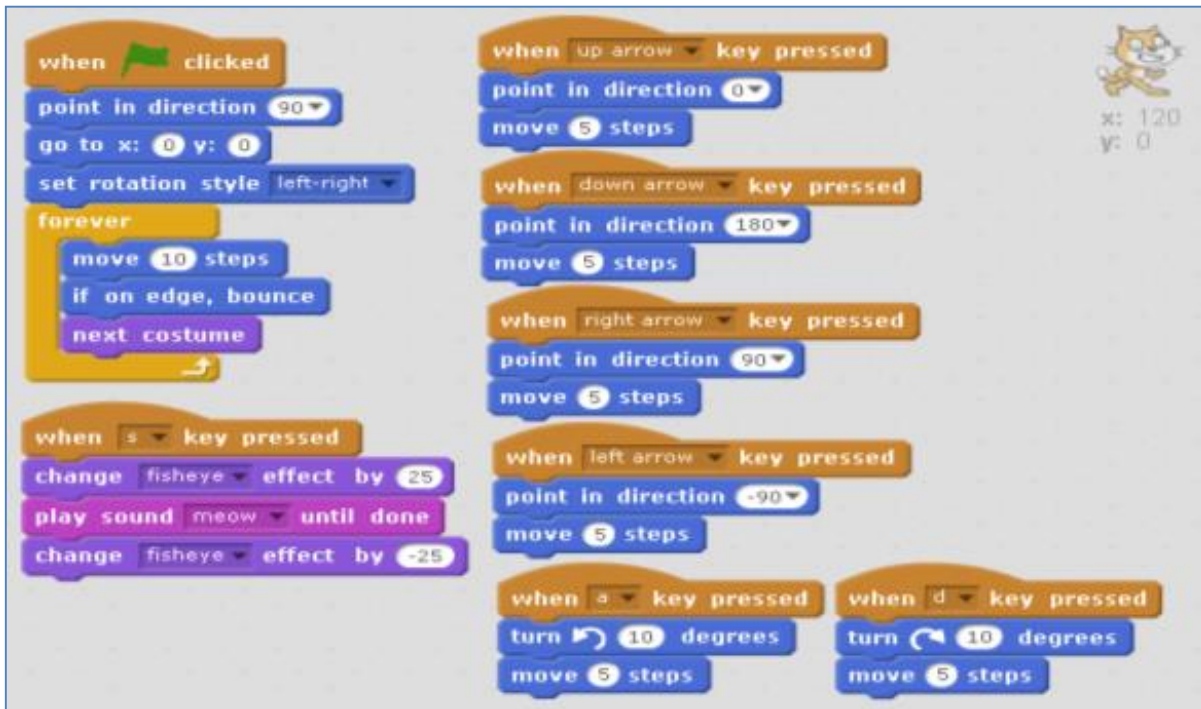 when clicked
point in direction 90
go to x: 0 y: 0
set rotation style left-right
forever
move 10 steps
if on edge, bounce
next costume
when s key pressed
change fisheye effect by 25
play sound meow until done
change fisheye effect by -25
when up arrow key pressed
point in direction 0
move 5 steps
when down arrow key pressed
point in direction 180
move 5 steps
when right arrow key pressed
point in direction 90
move 5 steps
when left arrow key pressed
point in direction -90
move 5 steps
when a key pressed
turn 10 degrees
move 5 steps
when d key pressed
turn 10 degrees
move 5 steps
x: 120
y: 0